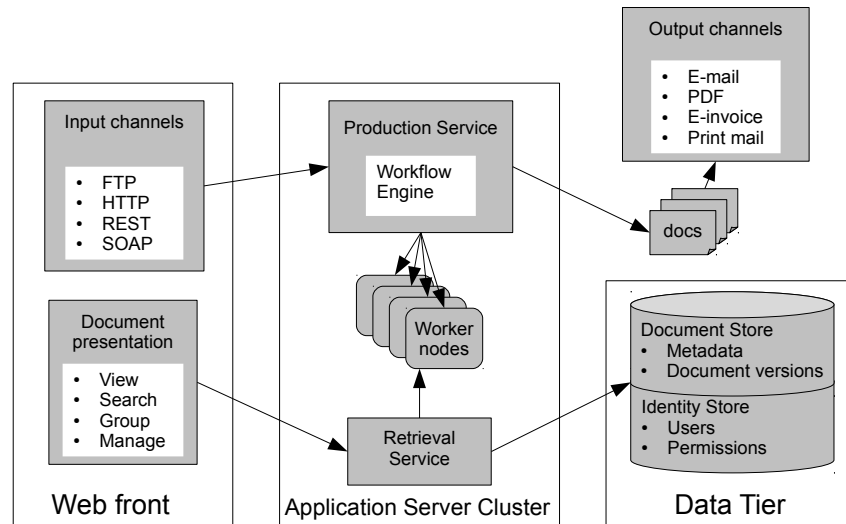 Input channels
• FTP
• HTTP
• REST
• SOAP
Document
presentation
• View
• Search
• Group
• Manage
Web front
Production Service
Workflow
Engine
Worker
nodes
Retrieval
Service
Application Server Cluster
Output channels
• E-mail
• PDF
• E-invoice
• Print mail
docs
Document Store
• Metadata
• Document versions
Identity Store
• Users
• Permissions
Data Tier